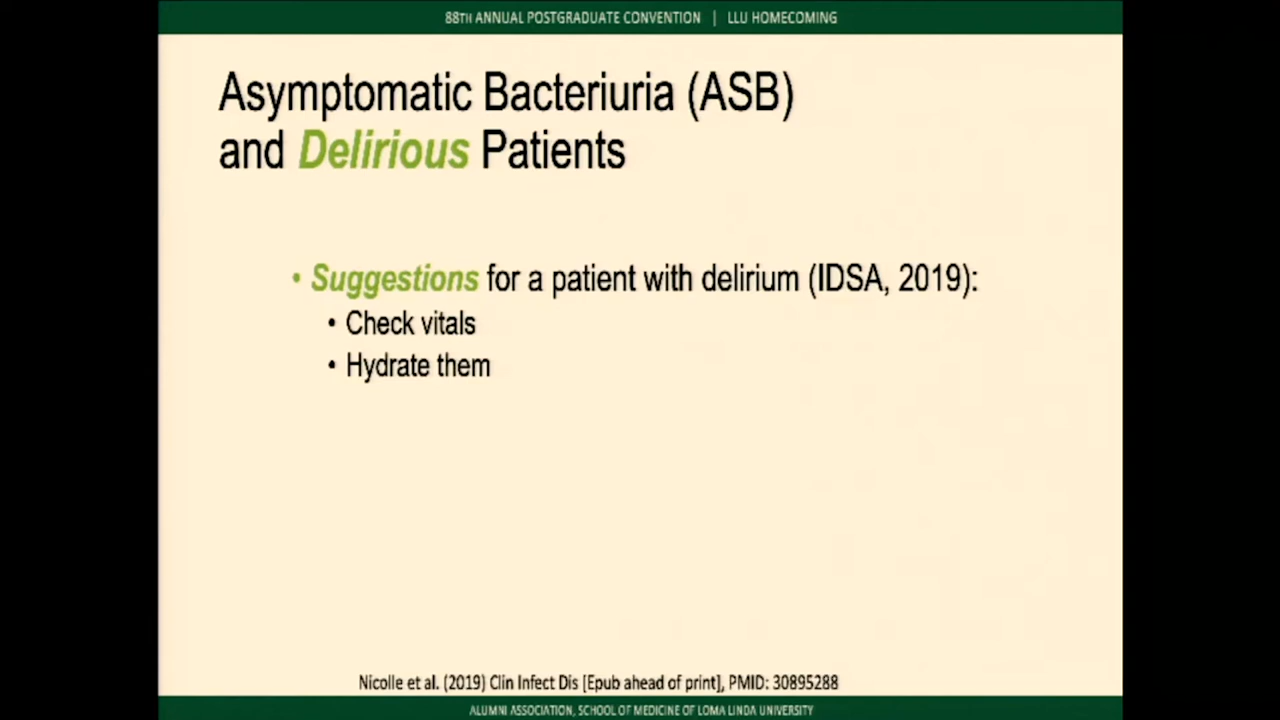 88TH ANNUAL POSTGRADUATE CONVENTION | LLU HOMECOMING
Asymptomatic Bacteriuria (ASB)
and Delirious Patients
• Suggestions for a patient with delirium (IDSA, 2019):
• Check vitals
• Hydrate them
Nicolle et al. (2019) Clin Infect Dis [Epub ahead of print], PMID: 30895288
ALUMNI ASSOCIATION, SCHOOL OF MEDICINE OF LOMA LINDA UNIVERSITY